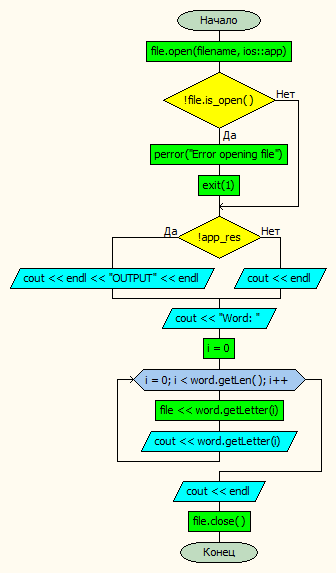 Начало
file.open(filename, ios::app)
!file.is_open()
Нет
Да
perror("Error opening file")
exit(1)
Да
!app_res
Нет
cout << endl << "OUTPUT" << endl
cout << endl
cout << "Word: "
i = 0
i = 0; i < word.getLen(); i++
file << word.getLetter(i)
cout << word.getLetter(i)
cout << endl
file.close()
Конец